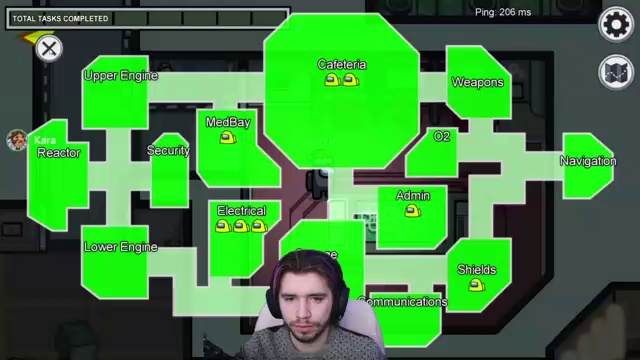 TOTAL TASKS COMPLETED
Ping: 206 ms
Cafeteria
Upper Engine
Weapons
MedBay
O2
Kara
Reactor
Security
Navigation
Admin
Electrical
Lower Engine
Shields
Communications